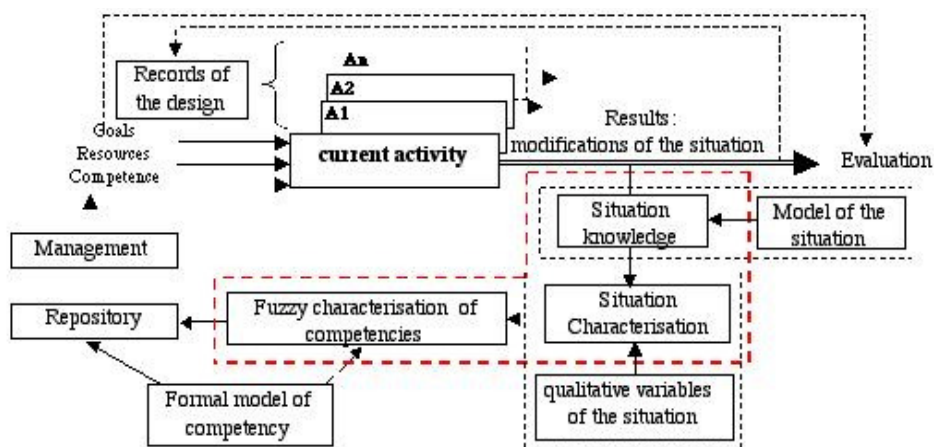 An
Records of
the design
A2
A1
Goals
Resources
Competence
current activity
Results:
modifications of the situation
Evaluation
Situation
knowledge
Model of the
situation
Management
Repository
Fuzzy characterisation of
competencies
Situation
Characterisation
Formal model of
competency
qualitative variables
of the situation